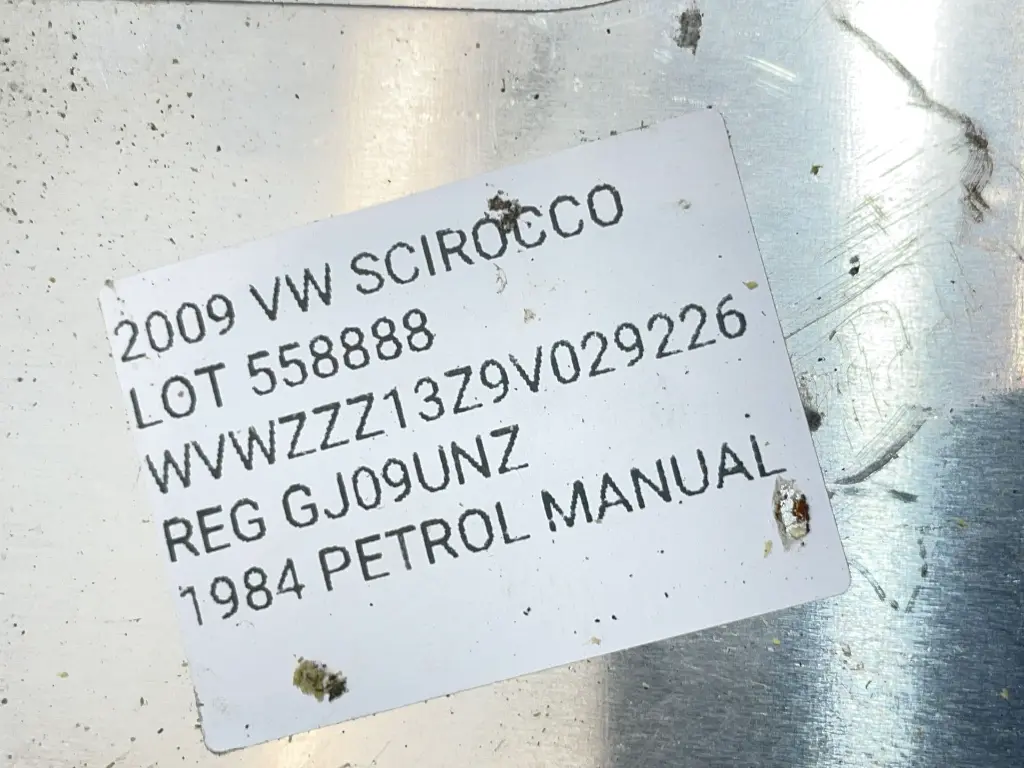 2009 VW SCIROCCO
LOT 558888
WVWZZZ13Z9V029226
REG GJ09UNZ
1984 PETROL MANUAL